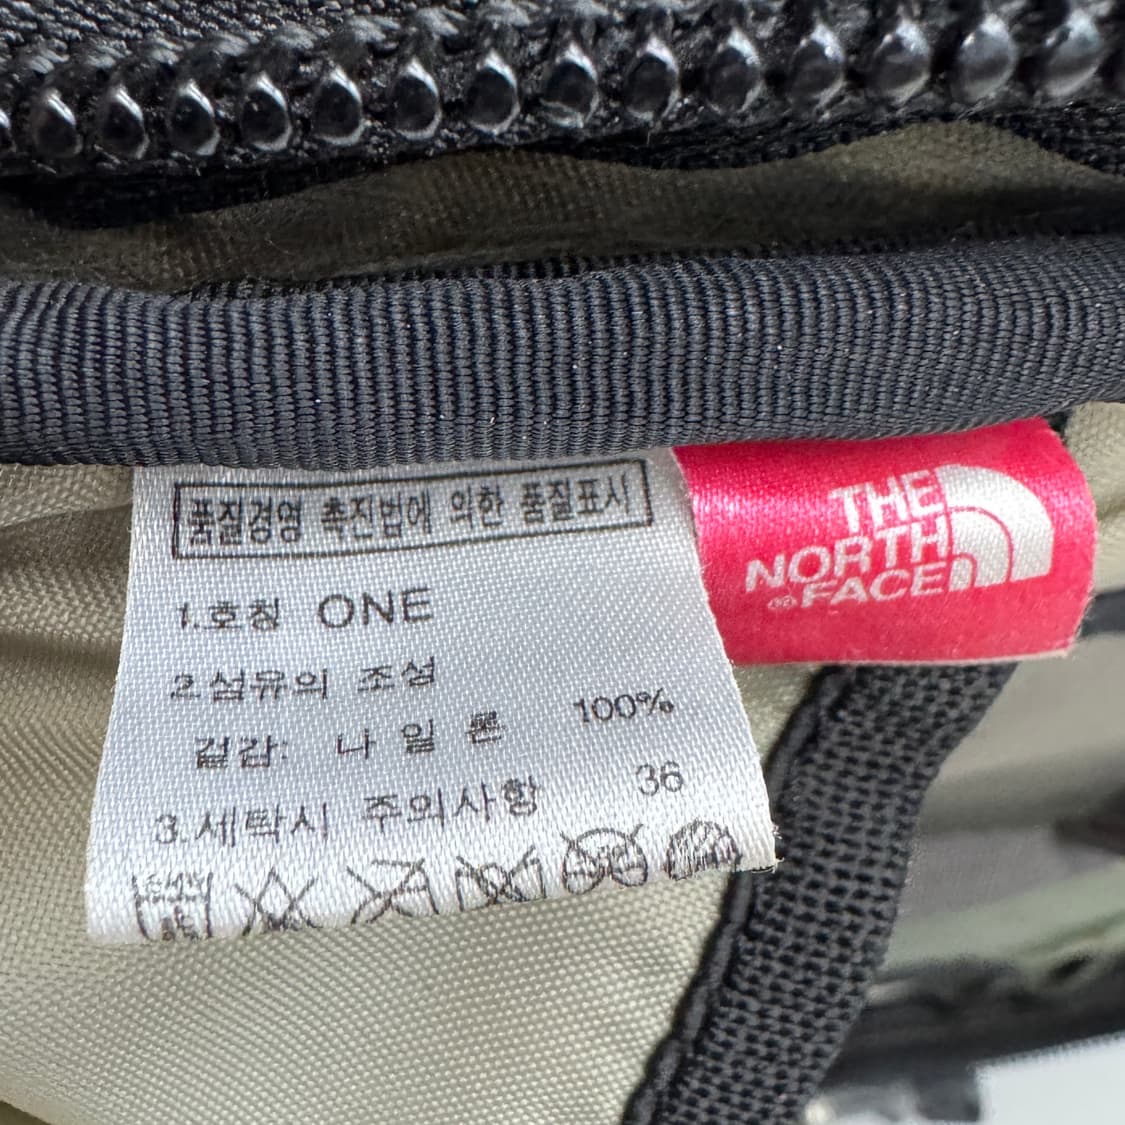 품질경영 촉진법에 의한 품질표시
1.호칭 ONE
2.섬유의 조성
겉감: 나 일 론 100%
3.세탁시 주의사항 36
THE
NORTH
FACE